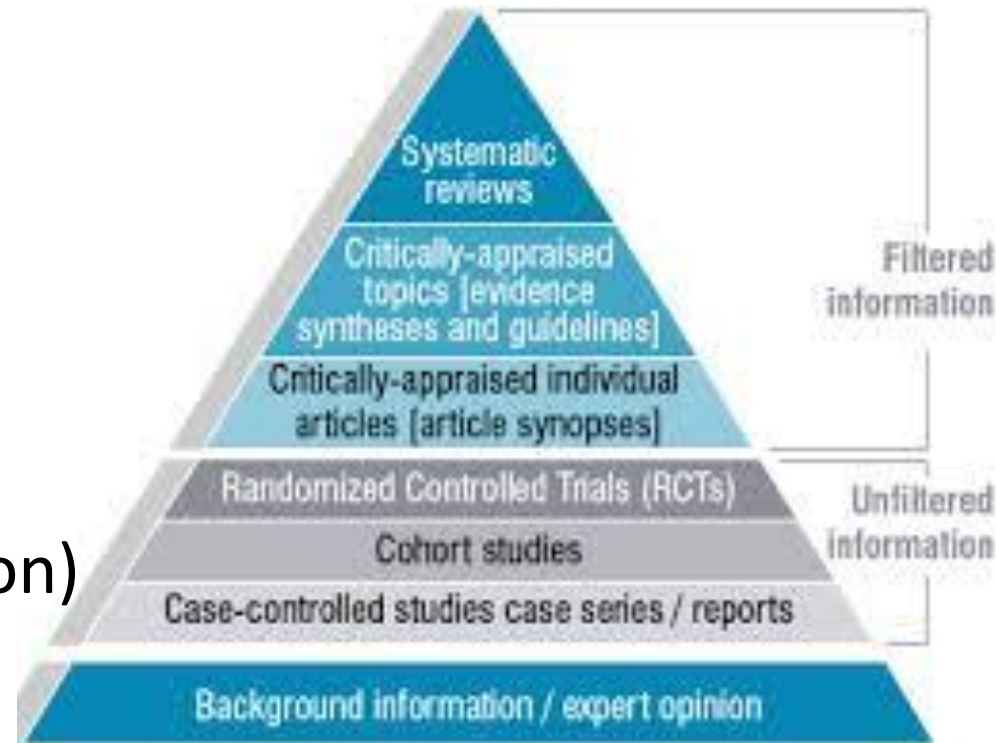 Systematic
reviews
Critically-appraised
topics [evidence
syntheses and guidelines]
Critically-appraised individual
articles [article synopses]
Filtered
information
Randomized Controlled Trials (RCTs)
Cohort studies
Case-controlled studies case series / reports
Unfiltered
information
on)
Background information / expert opinion